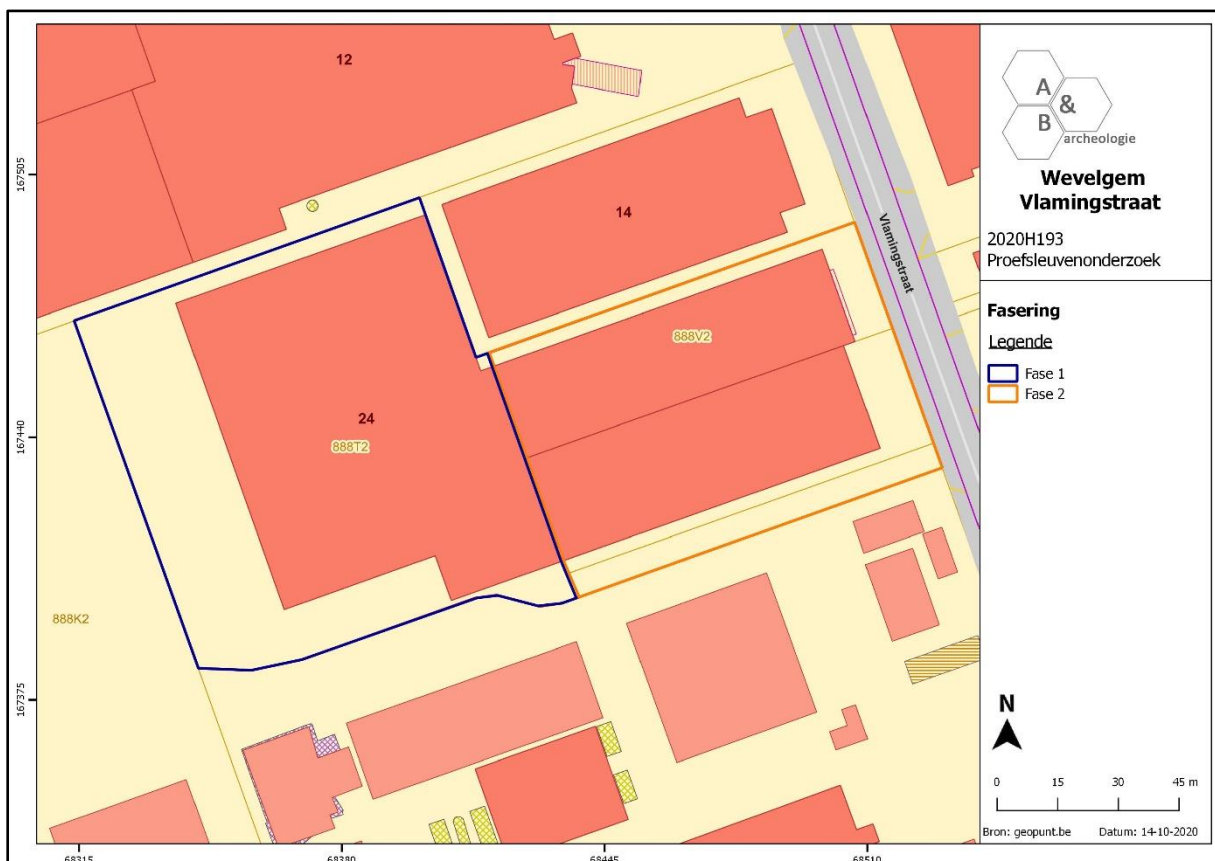 12
14
Vlamingstraat
888V2
24
888T2
888K2
167505
167440
167375
68315
68380
68445
68510
A
&
B
archeologie
Wevelgem
Vlamingstraat
2020H193
Proefsleuvenonderzoek
Fasering
Legende
Fase 1
Fase 2
N
0 15 30 45 m
Bron: geopunt.be Datum: 14-10-2020